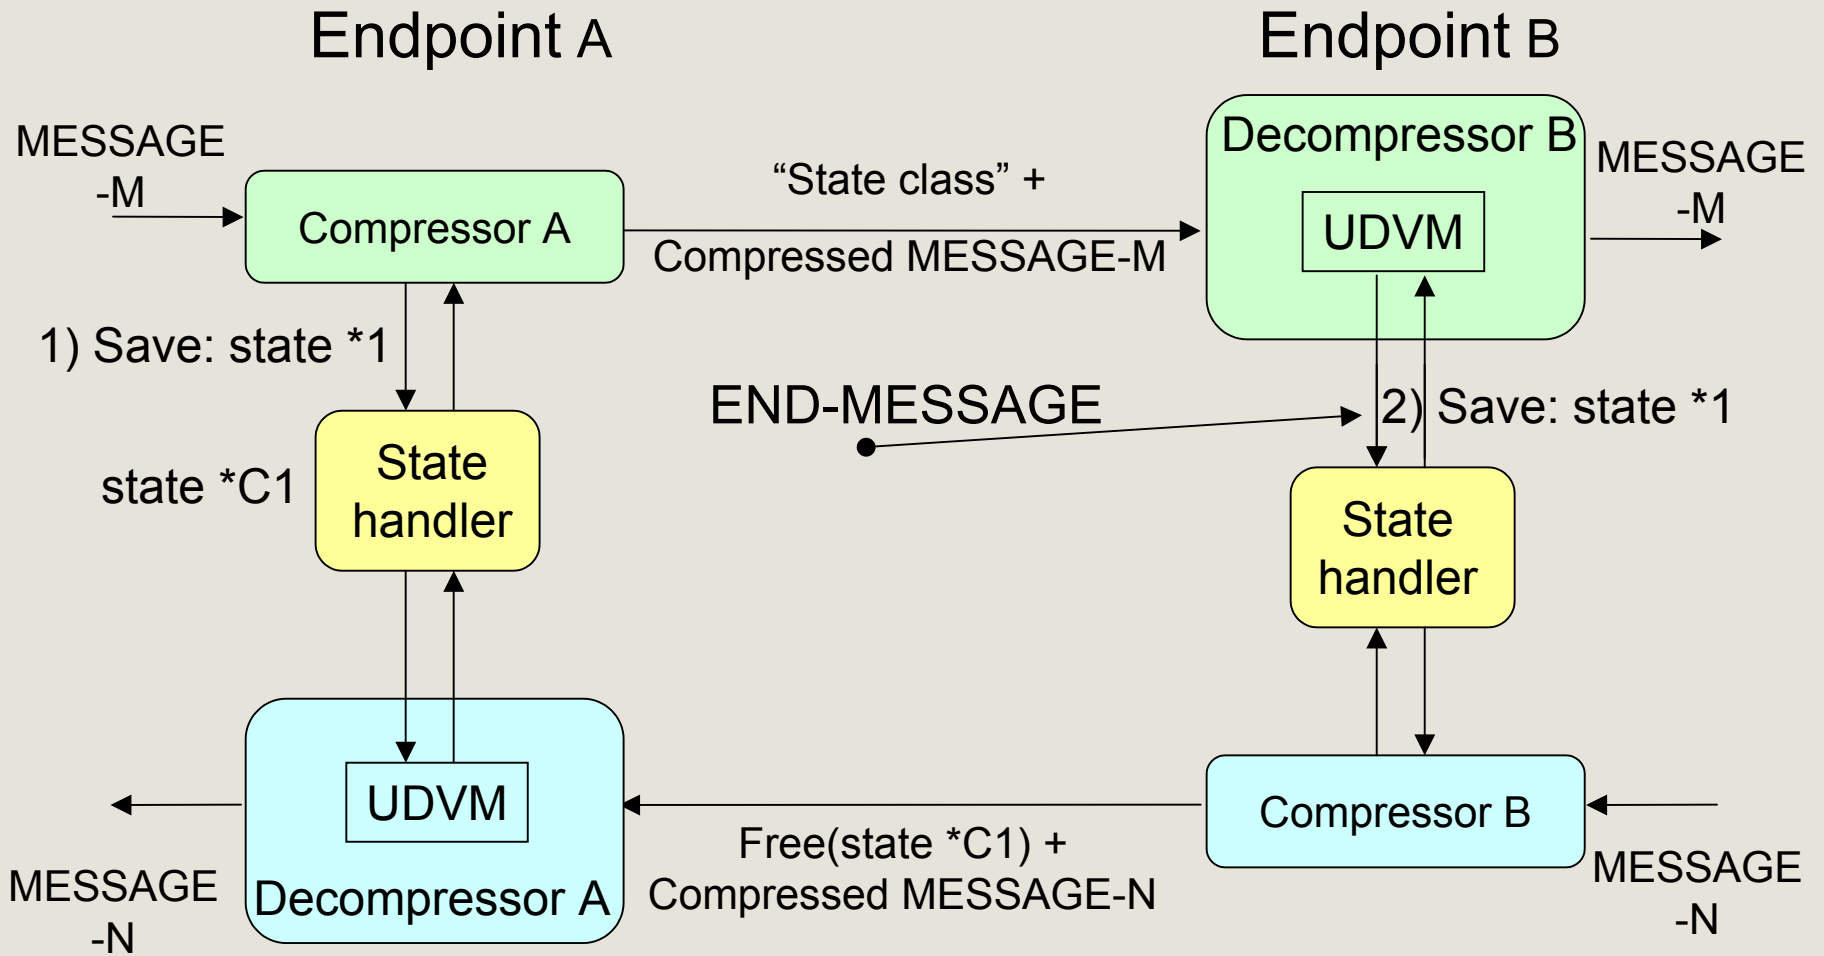 Endpoint A
Endpoint B
MESSAGE
-M
Compressor A
“State class” +
Compressed MESSAGE-M
Decompressor B
UDVM
MESSAGE
-M
1) Save: state *1
END-MESSAGE
2) Save: state *1
state *C1
State
handler
State
handler
MESSAGE
-N
UDVM
Decompressor A
Free(state *C1) +
Compressed MESSAGE-N
Compressor B
MESSAGE
-N